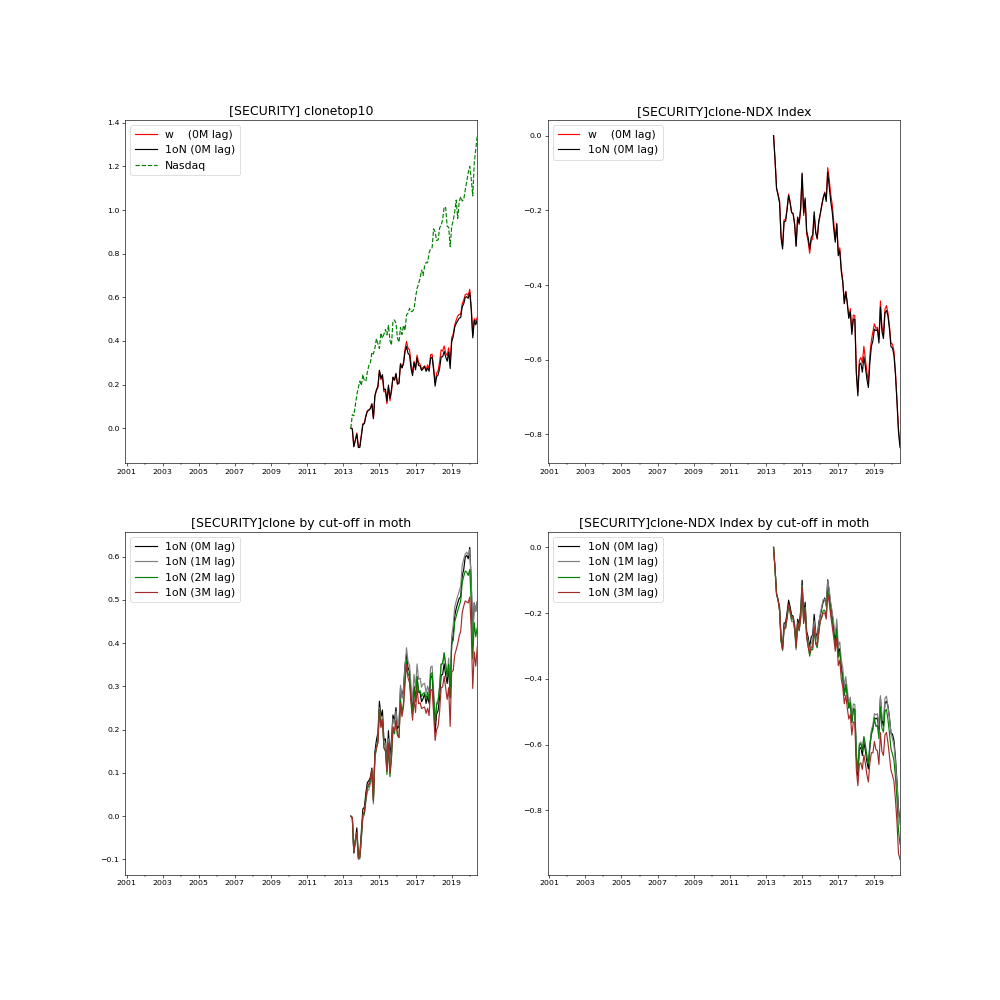 [SECURITY] clonetop10
w (0M lag)
1oN (0M lag)
Nasdaq
1.4
1.2
1.0
0.8
0.6
0.4
0.2
0.0
2001 2003 2005 2007 2009 2011 2013 2015 2017 2019
[SECURITY]clone-NDX Index
w (0M lag)
1oN (0M lag)
0.0
−0.2
−0.4
−0.6
−0.8
2001 2003 2005 2007 2009 2011 2013 2015 2017 2019
[SECURITY]clone by cut-off in moth
1oN (0M lag)
1oN (1M lag)
1oN (2M lag)
1oN (3M lag)
0.6
0.5
0.4
0.3
0.2
0.1
0.0
−0.1
2001 2003 2005 2007 2009 2011 2013 2015 2017 2019
[SECURITY]clone-NDX Index by cut-off in moth
1oN (0M lag)
1oN (1M lag)
1oN (2M lag)
1oN (3M lag)
0.0
−0.2
−0.4
−0.6
−0.8
2001 2003 2005 2007 2009 2011 2013 2015 2017 2019